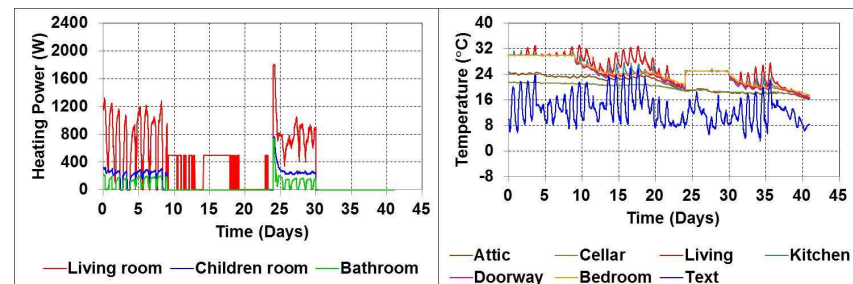 2400
2000
1600
1200
800
400
0
Heating Power (W)
0 5 10 15 20 25 30 35 40 45
Time (Days)
Living room Children room Bathroom
40
32
24
16
8
0
-8
Temperature (°C)
0 5 10 15 20 25 30 35 40 45
Time (Days)
Attic Cellar Living Kitchen
Doorway Bedroom Text